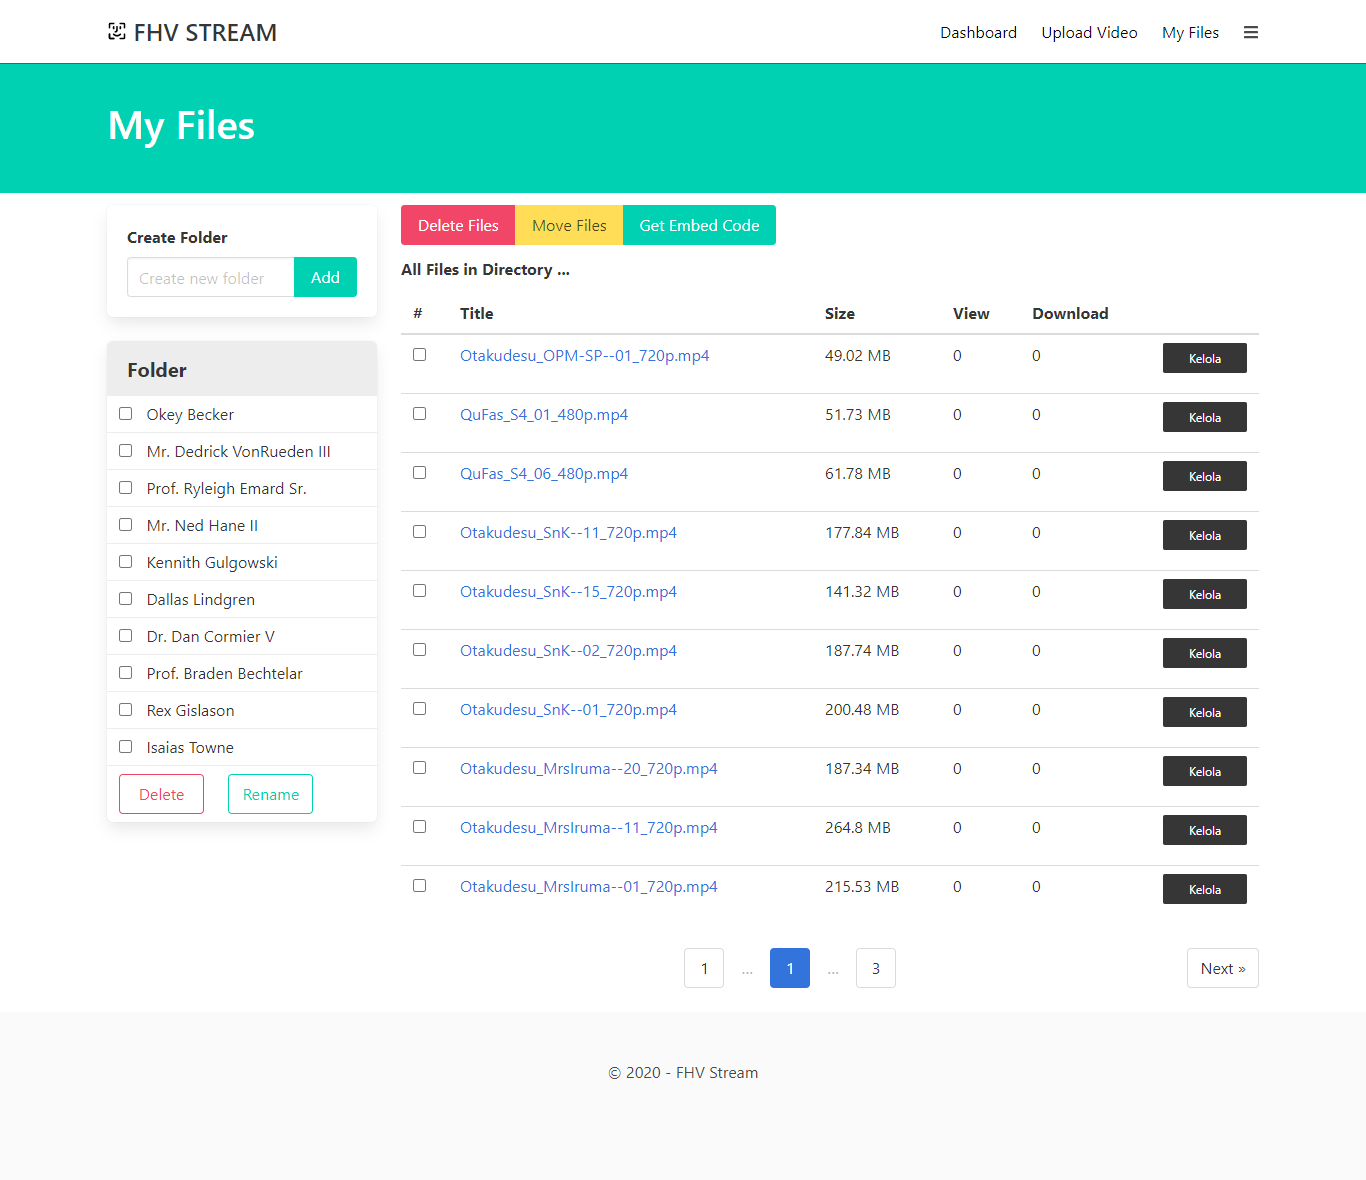 FHV STREAM
Dashboard Upload Video My Files
My Files
Create Folder
Create new folder Add
Folder
Okey Becker
Mr. Dedrick VonRueden III
Prof. Ryleigh Emard Sr.
Mr. Ned Hane II
Kennith Gulgowski
Dallas Lindgren
Dr. Dan Cormier V
Prof. Braden Bechtelar
Rex Gislason
Isaias Towne
Delete Rename
Delete Files Move Files Get Embed Code
All Files in Directory ...
# Title Size View Download
Otakudesu_OPM-SP--01_720p.mp4 49.02 MB 0 0 Kelola
QuFas_S4_01_480p.mp4 51.73 MB 0 0 Kelola
QuFas_S4_06_480p.mp4 61.78 MB 0 0 Kelola
Otakudesu_SnK--11_720p.mp4 177.84 MB 0 0 Kelola
Otakudesu_SnK--15_720p.mp4 141.32 MB 0 0 Kelola
Otakudesu_SnK--02_720p.mp4 187.74 MB 0 0 Kelola
Otakudesu_SnK--01_720p.mp4 200.48 MB 0 0 Kelola
Otakudesu_MrsIruma--20_720p.mp4 187.34 MB 0 0 Kelola
Otakudesu_MrsIruma--11_720p.mp4 264.8 MB 0 0 Kelola
Otakudesu_MrsIruma--01_720p.mp4 215.53 MB 0 0 Kelola
1 ... 1 ... 3 Next »
© 2020 - FHV Stream